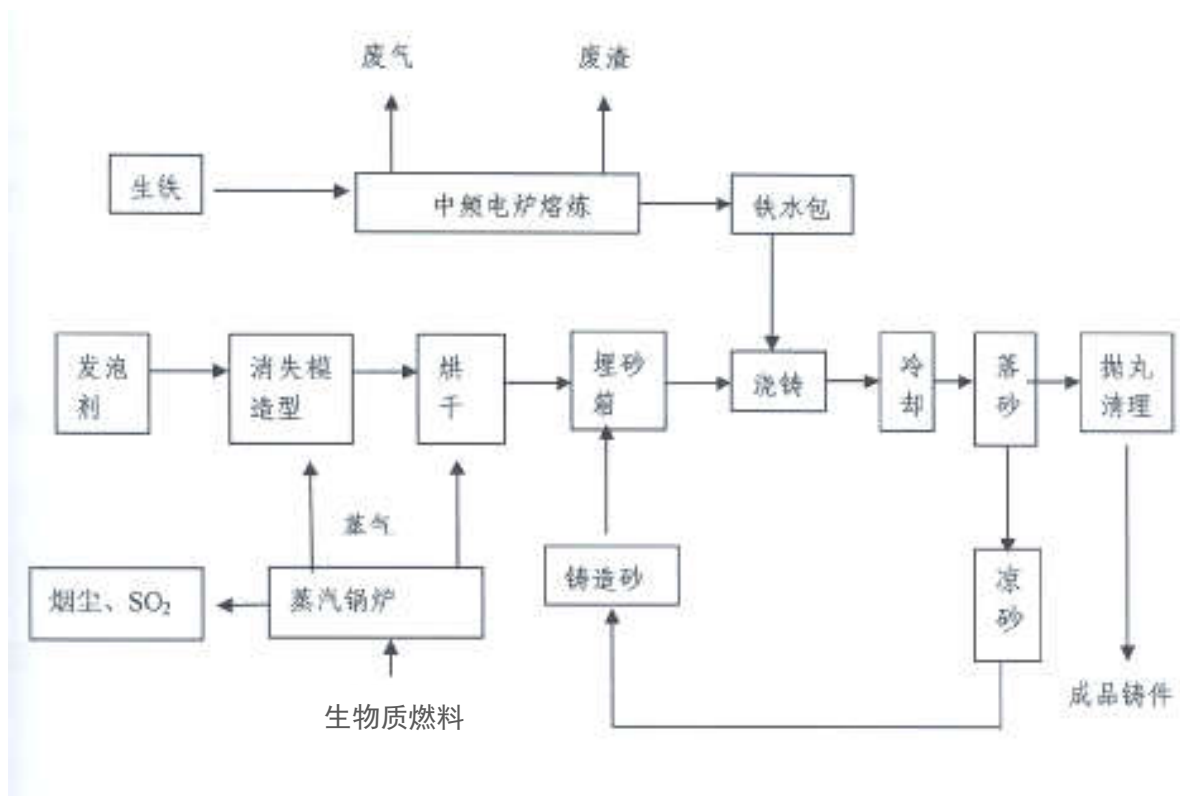 废气
废渣
生铁
中频电炉熔炼
铁水包
发泡
剂
消失模
造型
烘
干
埋砂
箱
浇铸
冷
却
落
砂
抛丸
清理
蒸气
烟尘、SO₂
蒸汽锅炉
铸造砂
凉
砂
生物质燃料
成品铸件